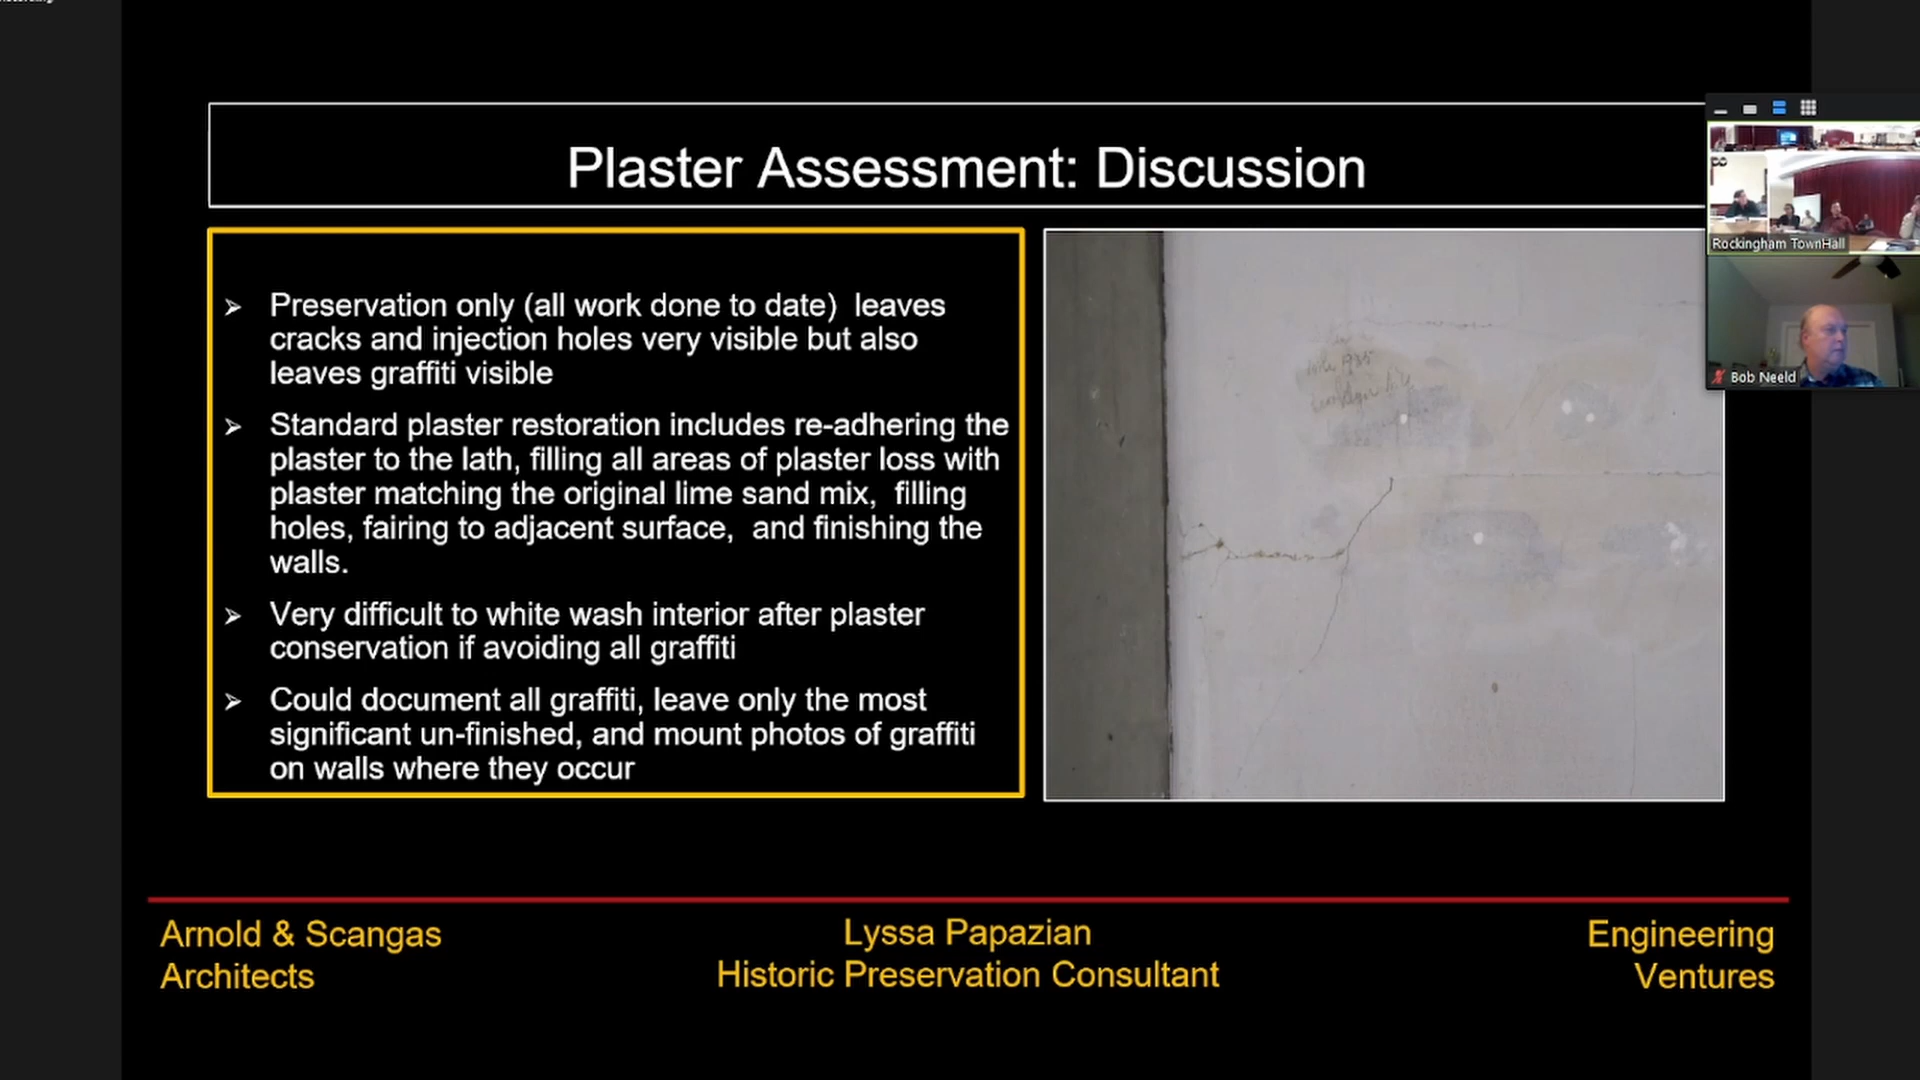 Plaster Assessment: Discussion
➢ Preservation only (all work done to date) leaves
cracks and injection holes very visible but also
leaves graffiti visible
➢ Standard plaster restoration includes re-adhering the
plaster to the lath, filling all areas of plaster loss with
plaster matching the original lime sand mix, filling
holes, fairing to adjacent surface, and finishing the
walls.
➢ Very difficult to white wash interior after plaster
conservation if avoiding all graffiti
➢ Could document all graffiti, leave only the most
significant un-finished, and mount photos of graffiti
on walls where they occur
1935
Rockingham TownHall
Bob Neeld
Arnold & Scangas
Architects
Lyssa Papazian
Historic Preservation Consultant
Engineering
Ventures